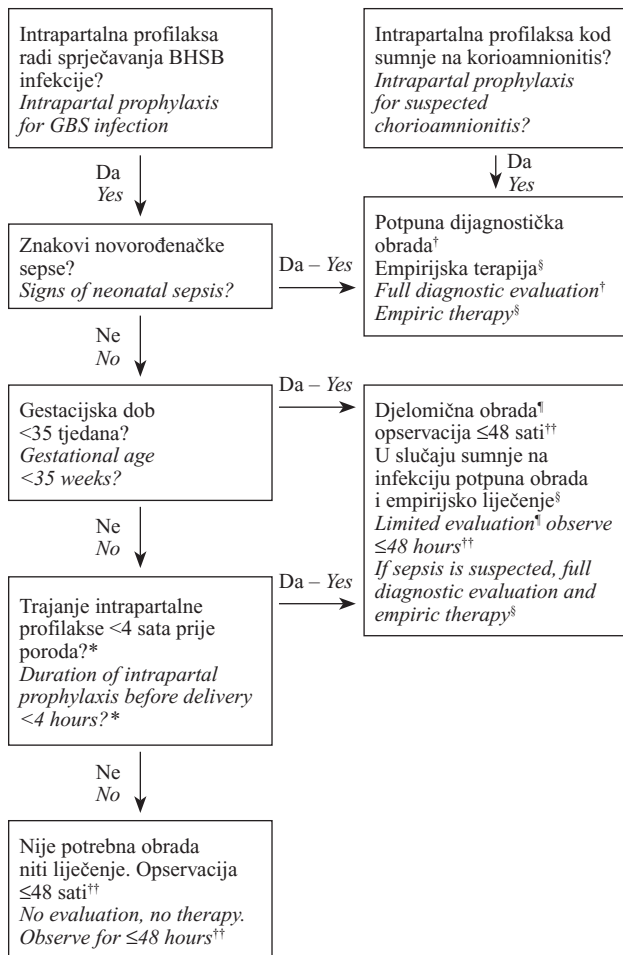 Intrapartalna profilaksa
radi sprječavanja BHSB
infekcije?
Intrapartal prophylaxis
for GBS infection
Intrapartalna profilaksa kod
sumnje na korioamnionitis?
Intrapartal prophylaxis
for suspected
chorioamnionitis?
Da
Yes
Da
Yes
Znakovi novorođenačke
sepse?
Signs of neonatal sepsis?
Da – Yes
Potpuna dijagnostička
obrada†
Empirijska terapija§
Full diagnostic evaluation†
Empiric therapy§
Ne
No
Gestacijska dob
<35 tjedana?
Gestational age
<35 weeks?
Da – Yes
Djelomična obrada¶
opservacija ≤48 sati††
U slučaju sumnje na
infekciju potpuna obrada
i empirijsko liječenje§
Limited evaluation¶ observe
≤48 hours††
If sepsis is suspected, full
diagnostic evaluation and
empiric therapy§
Ne
No
Trajanje intrapartalne
profilakse <4 sata prije
poroda?*
Duration of intrapartal
prophylaxis before delivery
<4 hours?*
Da – Yes
Ne
No
Nije potrebna obrada
niti liječenje. Opservacija
≤48 sati††
No evaluation, no therapy.
Observe for ≤48 hours††